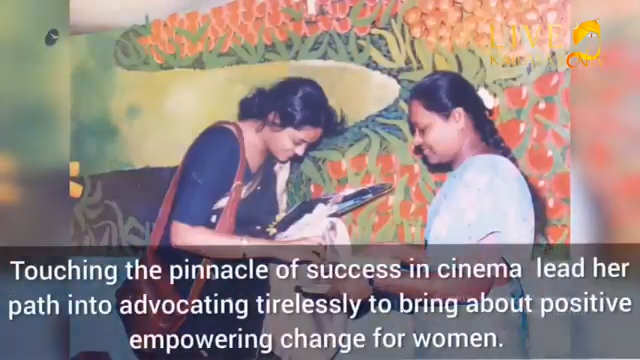 LIVE
Touching the pinnacle of success in cinema lead her
path into advocating tirelessly to bring about positive
empowering change for women.